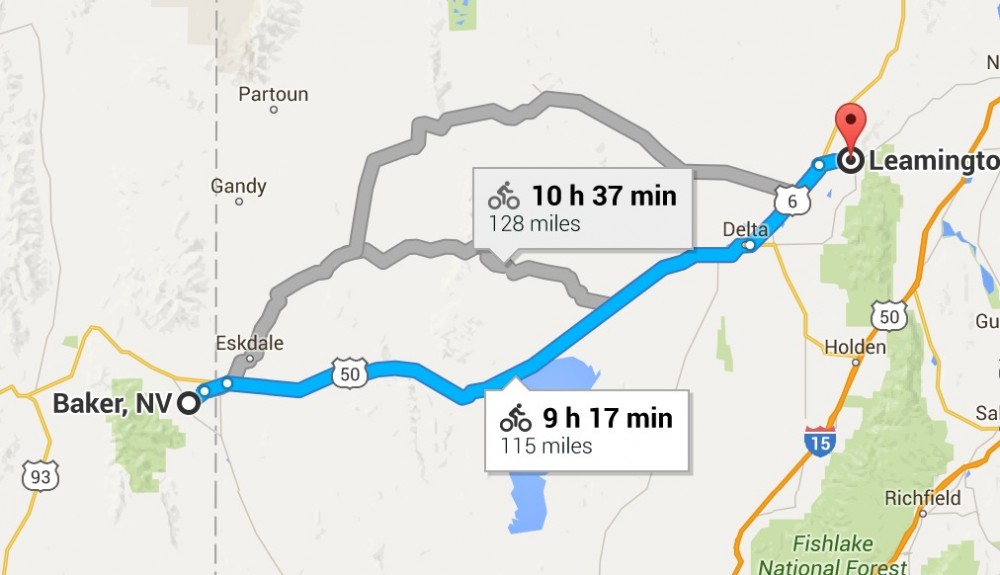 Partoun
Gandy
10 h 37 min
128 miles
6
Leamingto
N
Delta
50
Gu
Eskdale
Holden
50
Baker, NV
9 h 17 min
115 miles
Sal
15
93
Richfield
Fishlake
National Forest